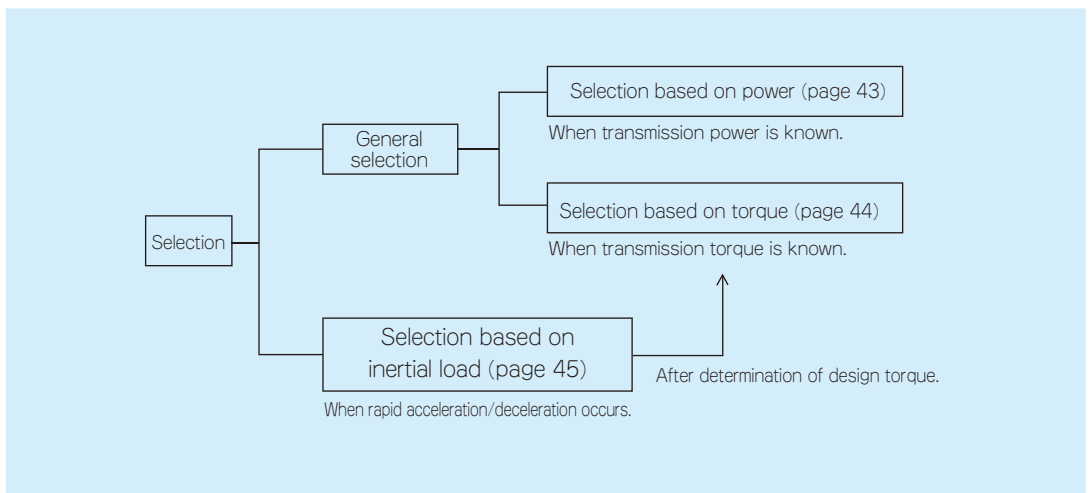 Selection
General
selection
Selection based on power (page 43)
When transmission power is known.
Selection based on torque (page 44)
When transmission torque is known.
Selection based on
inertial load (page 45)
When rapid acceleration/deceleration occurs.
After determination of design torque.